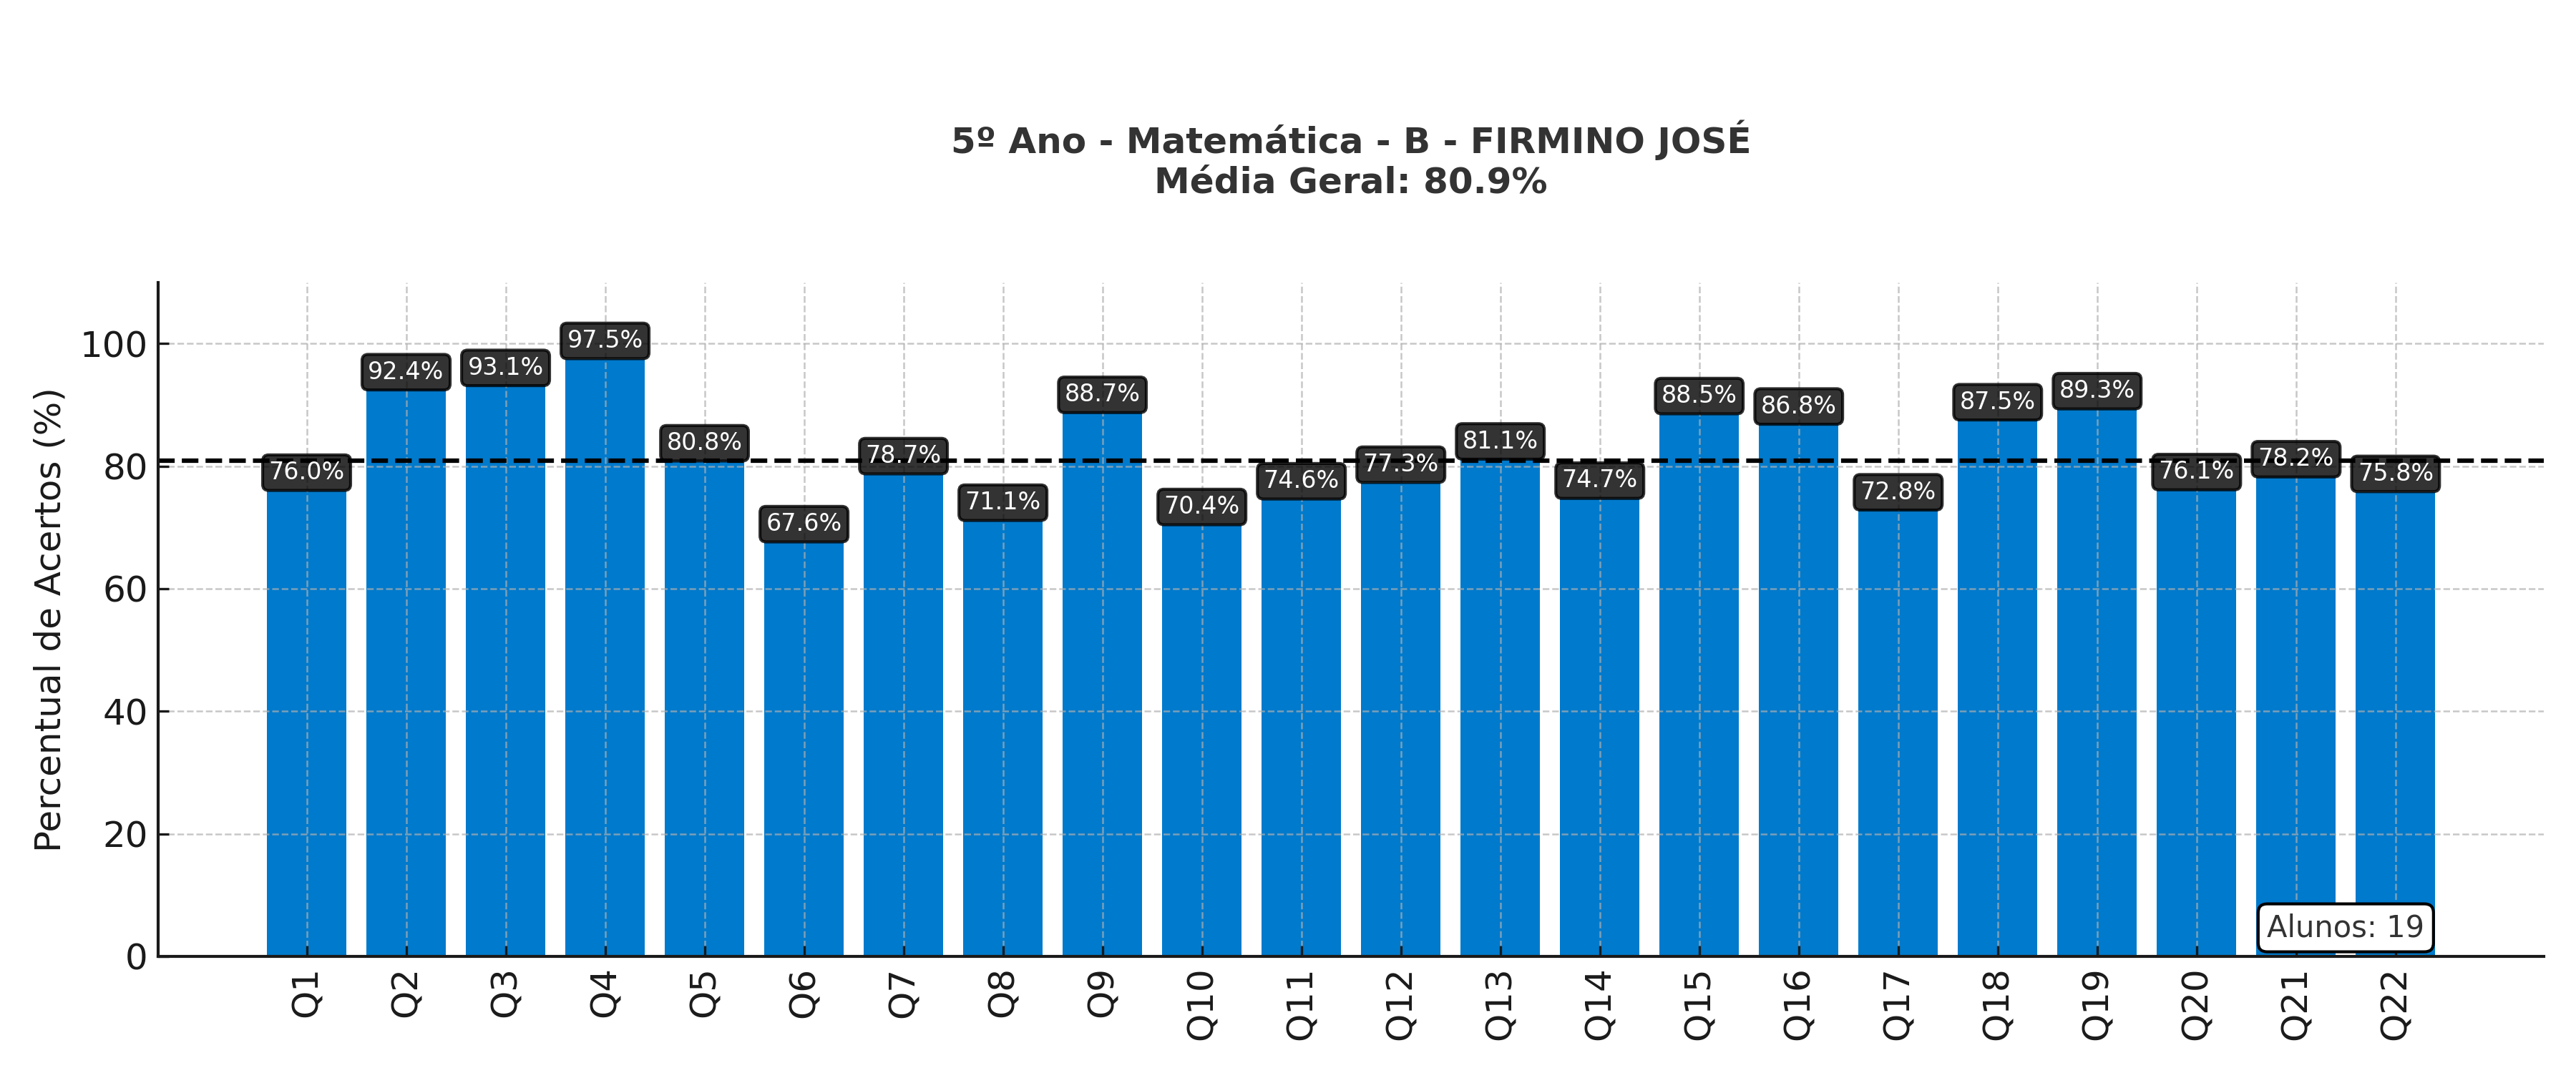 5º Ano - Matemática - B - FIRMINO JOSÉ
Média Geral: 80.9%
Percentual de Acertos (%)
100
80
60
40
20
0
76.0%
92.4%
93.1%
97.5%
80.8%
67.6%
78.7%
71.1%
88.7%
70.4%
74.6%
77.3%
81.1%
74.7%
88.5%
86.8%
72.8%
87.5%
89.3%
76.1%
78.2%
75.8%
Alunos: 19
Q1
Q2
Q3
Q4
Q5
Q6
Q7
Q8
Q9
Q10
Q11
Q12
Q13
Q14
Q15
Q16
Q17
Q18
Q19
Q20
Q21
Q22